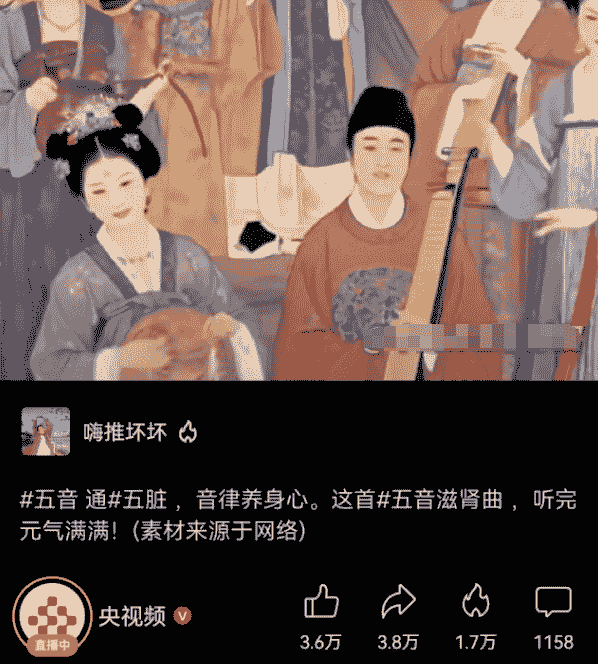 嗨推坏坏
#五音 通#五脏 ，音律养身心。这首#五音滋肾曲 ，听完
元气满满！(素材来源于网络)
央视频 V
直播中
3.6万 3.8万 1.7万 1158